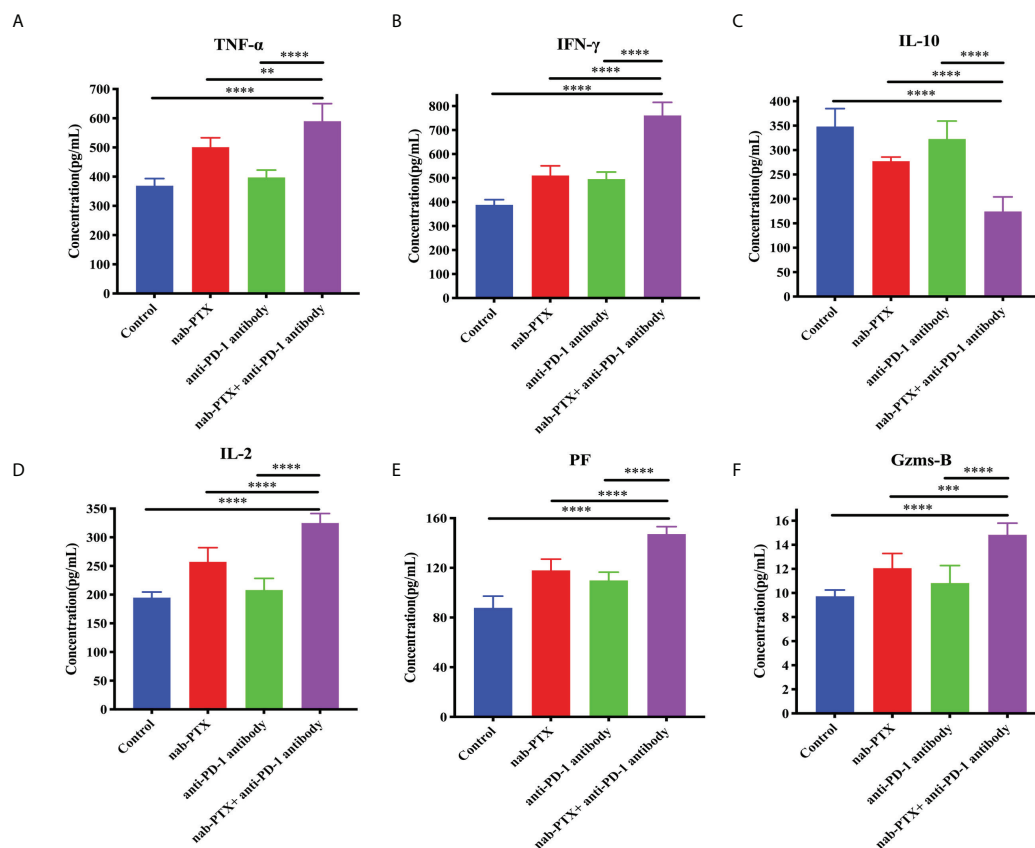 A
TNF-α
****
**
****
Concentration(pg/mL)
700
600
500
400
300
200
100
0
Control
nab-PTX
anti-PD-1 antibody
nab-PTX+ anti-PD-1 antibody
B
IFN-γ
****
****
****
Concentration(pg/mL)
800
700
600
500
400
300
200
100
0
Control
nab-PTX
anti-PD-1 antibody
nab-PTX+ anti-PD-1 antibody
C
IL-10
****
****
****
Concentration(pg/mL)
400
350
300
250
200
150
100
50
0
Control
nab-PTX
anti-PD-1 antibody
nab-PTX+ anti-PD-1 antibody
D
IL-2
****
****
****
Concentration(pg/mL)
350
300
250
200
150
100
50
0
Control
nab-PTX
anti-PD-1 antibody
nab-PTX+ anti-PD-1 antibody
E
PF
****
****
****
Concentration(pg/mL)
160
120
80
40
0
Control
nab-PTX
anti-PD-1 antibody
nab-PTX+ anti-PD-1 antibody
F
Gzms-B
****
***
****
Concentration(pg/mL)
16
14
12
10
8
6
4
2
0
Control
nab-PTX
anti-PD-1 antibody
nab-PTX+ anti-PD-1 antibody